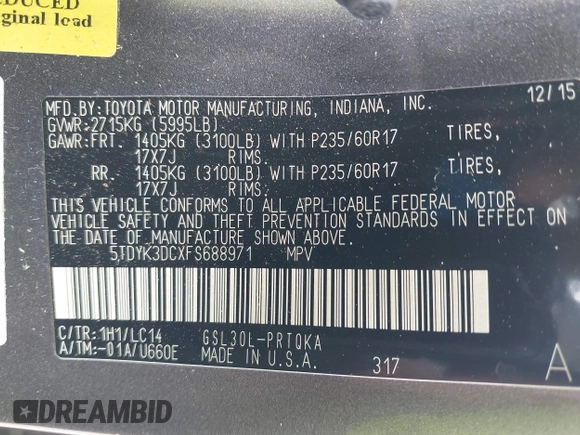 DUCED
ginal lead
12/15
MFD.BY:TOYOTA MOTOR MANUFACTURING, INDIANA, INC.
GVWR:2715KG (5995LB)
GAWR:FRT. 1405KG (3100LB) WITH P235/60R17 TIRES,
17X7J RIMS.
RR. 1405KG (3100LB) WITH P235/60R17 TIRES,
17X7J RIMS.
THIS VEHICLE CONFORMS TO ALL APPLICABLE FEDERAL MOTOR
VEHICLE SAFETY AND THEFT PREVENTION STANDARDS IN EFFECT ON
THE DATE OF MANUFACTURE SHOWN ABOVE.
5TDYK3DCXFS688971 MPV
C/TR:1H1/LC14 GSL30L-PRTQKA
A/TM:-01A/U660E MADE IN U.S.A.
317
A
DREAMBID